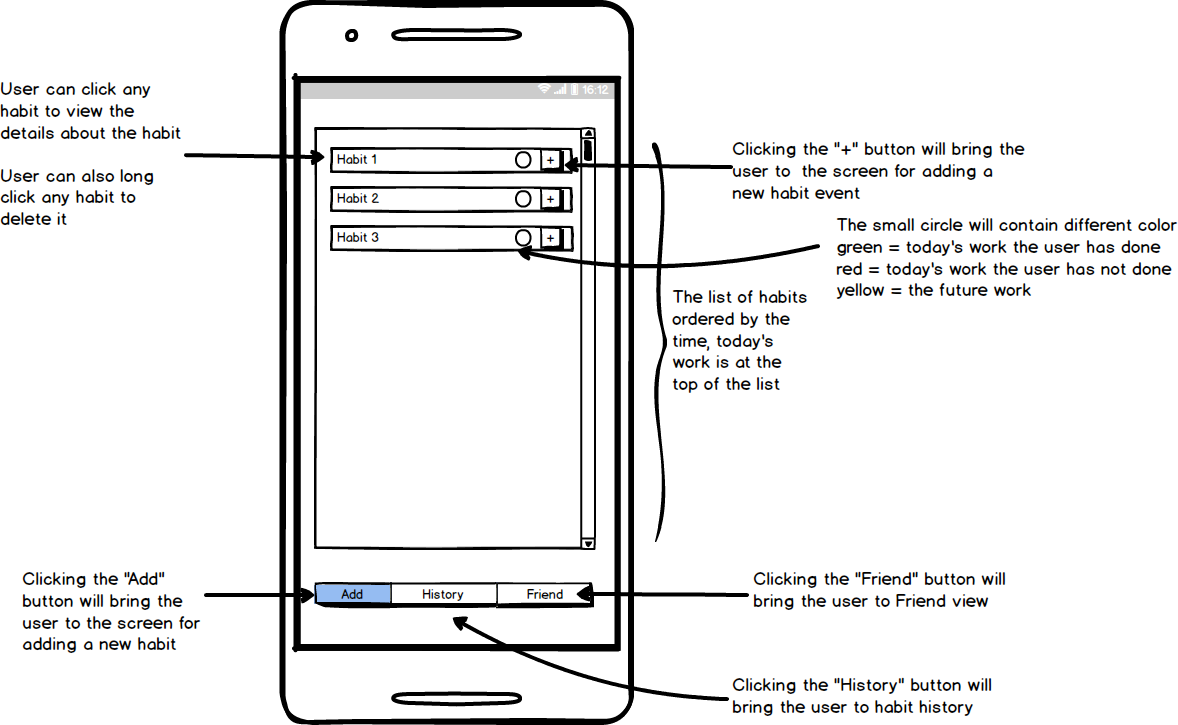 User can click any
habit to view the
details about the habit
User can also long
click any habit to
delete it
16:12
Habit 1
+
Habit 2
+
Habit 3
+
Clicking the "+" button will bring the
user to the screen for adding a
new habit event
The small circle will contain different color
green = today's work the user has done
red = today's work the user has not done
yellow = the future work
The list of habits
ordered by the
time, today's
work is at the
top of the list
Clicking the "Add"
button will bring the
user to the screen for
adding a new habit
Add
History
Friend
Clicking the "Friend" button will
bring the user to Friend view
Clicking the "History" button will
bring the user to habit history